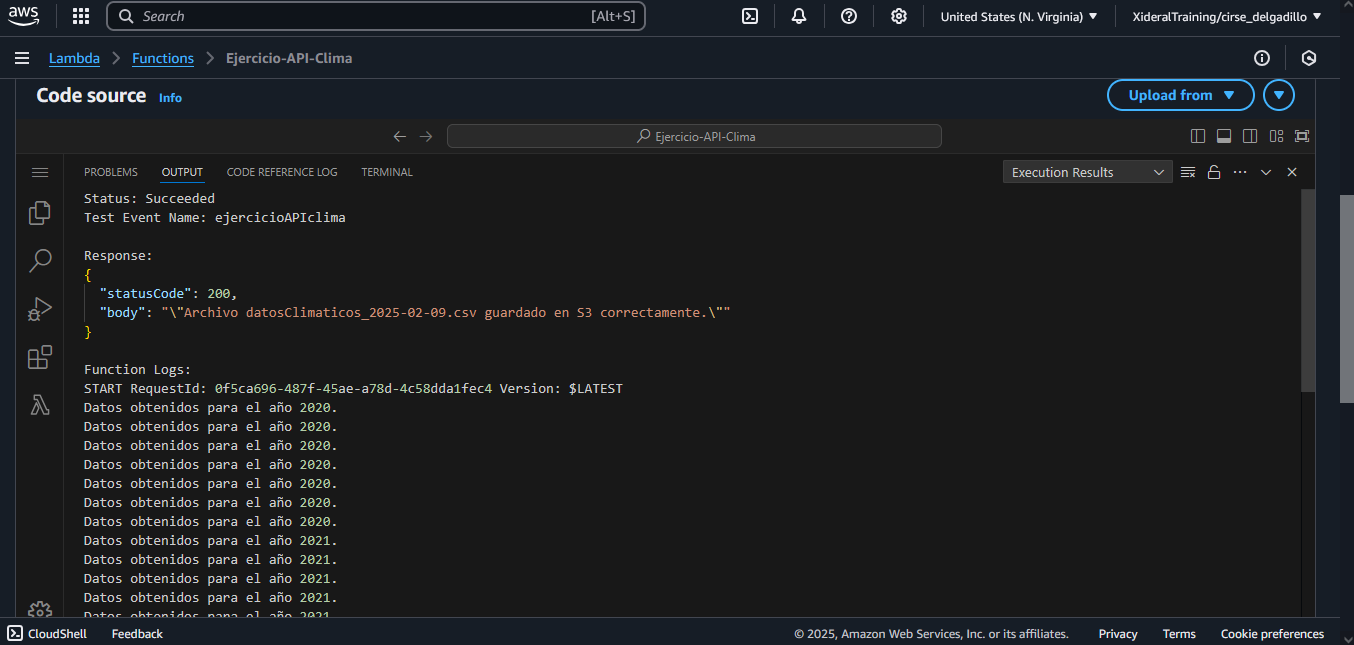 aws
Search [Alt+S]
United States (N. Virginia)
XideralTraining/cirse_delgadillo
Lambda Functions Ejercicio-API-Clima
Code source Info
Upload from
Ejercicio-API-Clima
PROBLEMS OUTPUT CODE REFERENCE LOG TERMINAL
Execution Results
Status: Succeeded
Test Event Name: ejercicioAPIclima
Response:
{
"statusCode": 200,
"body": "\"Archivo datosClimaticos_2025-02-09.csv guardado en S3 correctamente.\""
}
Function Logs:
START RequestId: 0f5ca696-487f-45ae-a78d-4c58dda1fec4 Version: $LATEST
Datos obtenidos para el año 2020.
Datos obtenidos para el año 2020.
Datos obtenidos para el año 2020.
Datos obtenidos para el año 2020.
Datos obtenidos para el año 2020.
Datos obtenidos para el año 2020.
Datos obtenidos para el año 2020.
Datos obtenidos para el año 2021.
Datos obtenidos para el año 2021.
Datos obtenidos para el año 2021.
Datos obtenidos para el año 2021.
Datos obtenidos para el año 2021.
CloudShell Feedback
© 2025, Amazon Web Services, Inc. or its affiliates. Privacy Terms Cookie preferences